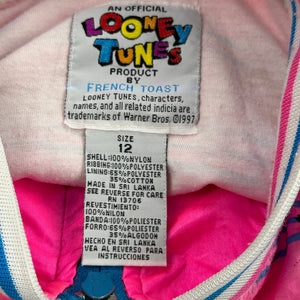 AN OFFICIAL
LOONEY
TUNES
PRODUCT
BY
FRENCH TOAST
LOONEY TUNES, characters,
names, and all related indicia are
trademarks of Warner Bros. ©1997
SIZE
12
SHELL:100%NYLON
RIBBING:100%POLYESTER
LINING:65%POLYESTER
35%COTTON
MADE IN SRI LANKA
SEE REVERSE FOR CARE
RN 13706
REVESTIMIENTO:
100%NILON
BANDA:100%POLIESTER
FORRO:65%POLIESTER
35%ALGODON
HECHO EN SRI LANKA
VEA AL REVERSO PARA
INSTRUCCIONES